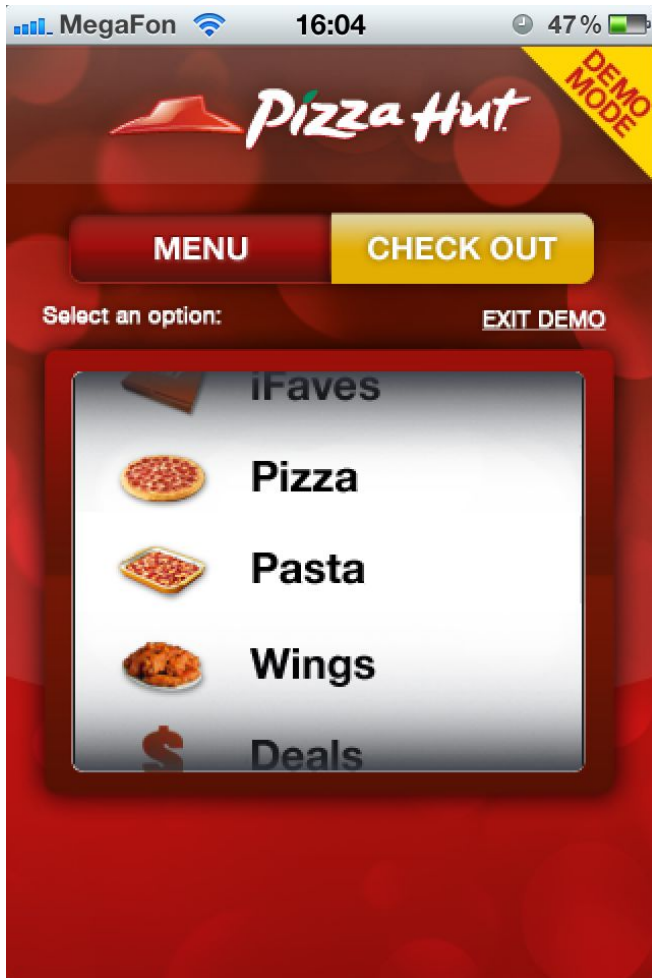 MegaFon 16:04 47%
DEMO
MODE
Pizza Hut
MENU CHECK OUT
Select an option: EXIT DEMO
iFaves
Pizza
Pasta
Wings
Deals